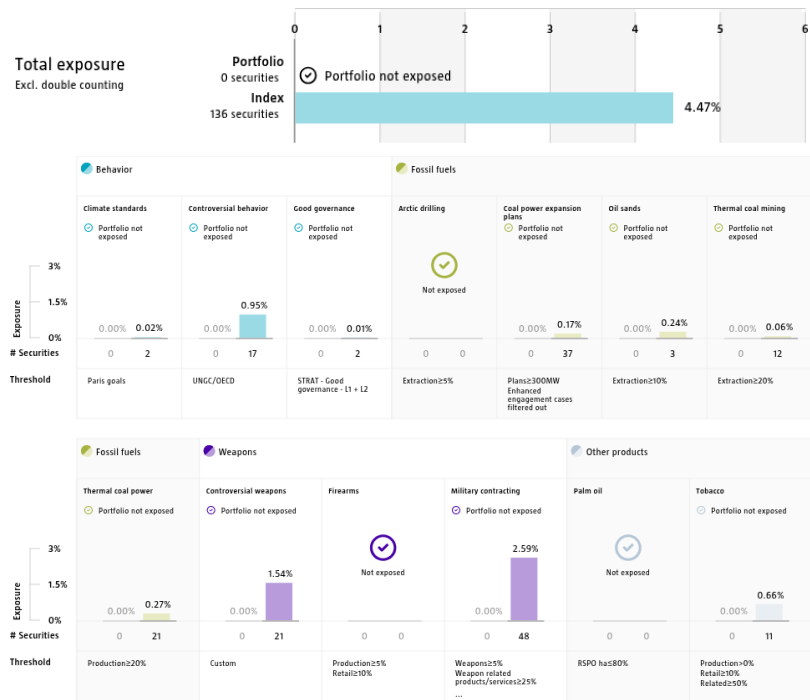 0 1 2 3 4 5 6
Total exposure
Excl. double counting
Portfolio
0 securities
Portfolio not exposed
Index
136 securities
4.47%
Behavior
Fossil fuels
Climate standards
Portfolio not
exposed
Controversial behavior
Portfolio not
exposed
Good governance
Portfolio not
exposed
Arctic drilling
Not exposed
Coal power expansion
plans
Portfolio not
exposed
Oil sands
Portfolio not
exposed
Thermal coal mining
Portfolio not
exposed
Exposure
3%
1.5%
0%
0.00% 0.02% 0.00% 0.95% 0.00% 0.01% 0.00% 0.17% 0.00% 0.24% 0.00% 0.06%
# Securities 0 2 0 17 0 2 0 0 0 37 0 3 0 12
Threshold
Paris goals
UNGC/OECD
STRAT - Good
governance - L1 + L2
Extraction≥5%
Plans≥300MW
Enhanced
engagement cases
filtered out
Extraction≥10%
Extraction≥20%
Fossil fuels
Weapons
Other products
Thermal coal power
Portfolio not exposed
Controversial weapons
Portfolio not exposed
Firearms
Not exposed
Military contracting
Portfolio not exposed
Palm oil
Not exposed
Tobacco
Portfolio not exposed
Exposure
3%
1.5%
0%
0.00% 0.27% 0.00% 1.54% 0.00% 2.59% 0.00% 0.66%
# Securities 0 21 0 21 0 0 0 48 0 0 0 11
Threshold
Production≥20%
Custom
Production≥5%
Retail≥10%
Weapons≥5%
Weapon related
products/services≥25%
...
RSPO ha≤80%
Production>0%
Retail≥10%
Related≥50%